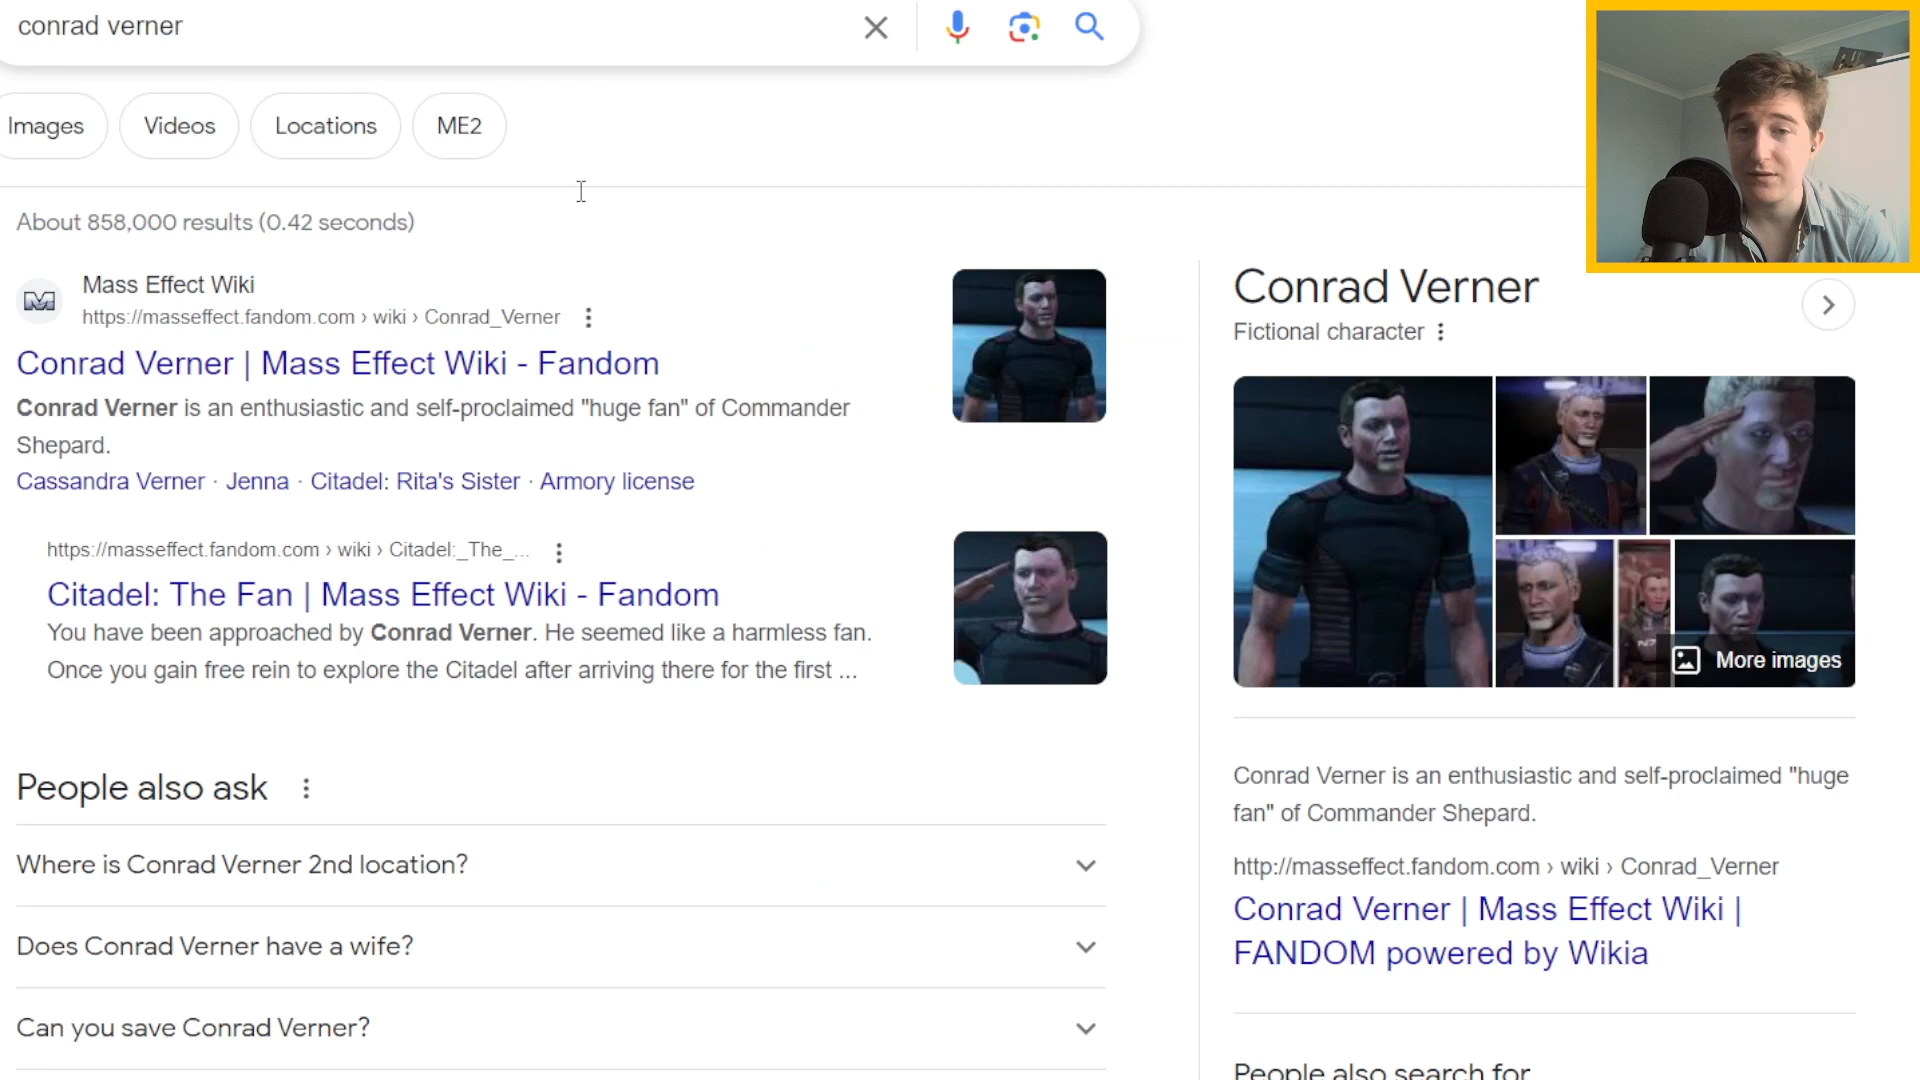 conrad verner
Images
Videos
Locations
ME2
About 858,000 results (0.42 seconds)
Mass Effect Wiki
https://masseffect.fandom.com › wiki › Conrad_Verner
Conrad Verner | Mass Effect Wiki - Fandom
Conrad Verner is an enthusiastic and self-proclaimed "huge fan" of Commander
Shepard.
Cassandra Verner · Jenna · Citadel: Rita's Sister · Armory license
https://masseffect.fandom.com › wiki › Citadel:_The_...
Citadel: The Fan | Mass Effect Wiki - Fandom
You have been approached by Conrad Verner. He seemed like a harmless fan.
Once you gain free rein to explore the Citadel after arriving there for the first ...
People also ask
Where is Conrad Verner 2nd location?
Does Conrad Verner have a wife?
Can you save Conrad Verner?
Conrad Verner
Fictional character
N7
More images
Conrad Verner is an enthusiastic and self-proclaimed "huge
fan" of Commander Shepard.
http://masseffect.fandom.com › wiki › Conrad_Verner
Conrad Verner | Mass Effect Wiki |
FANDOM powered by Wikia
People also search for